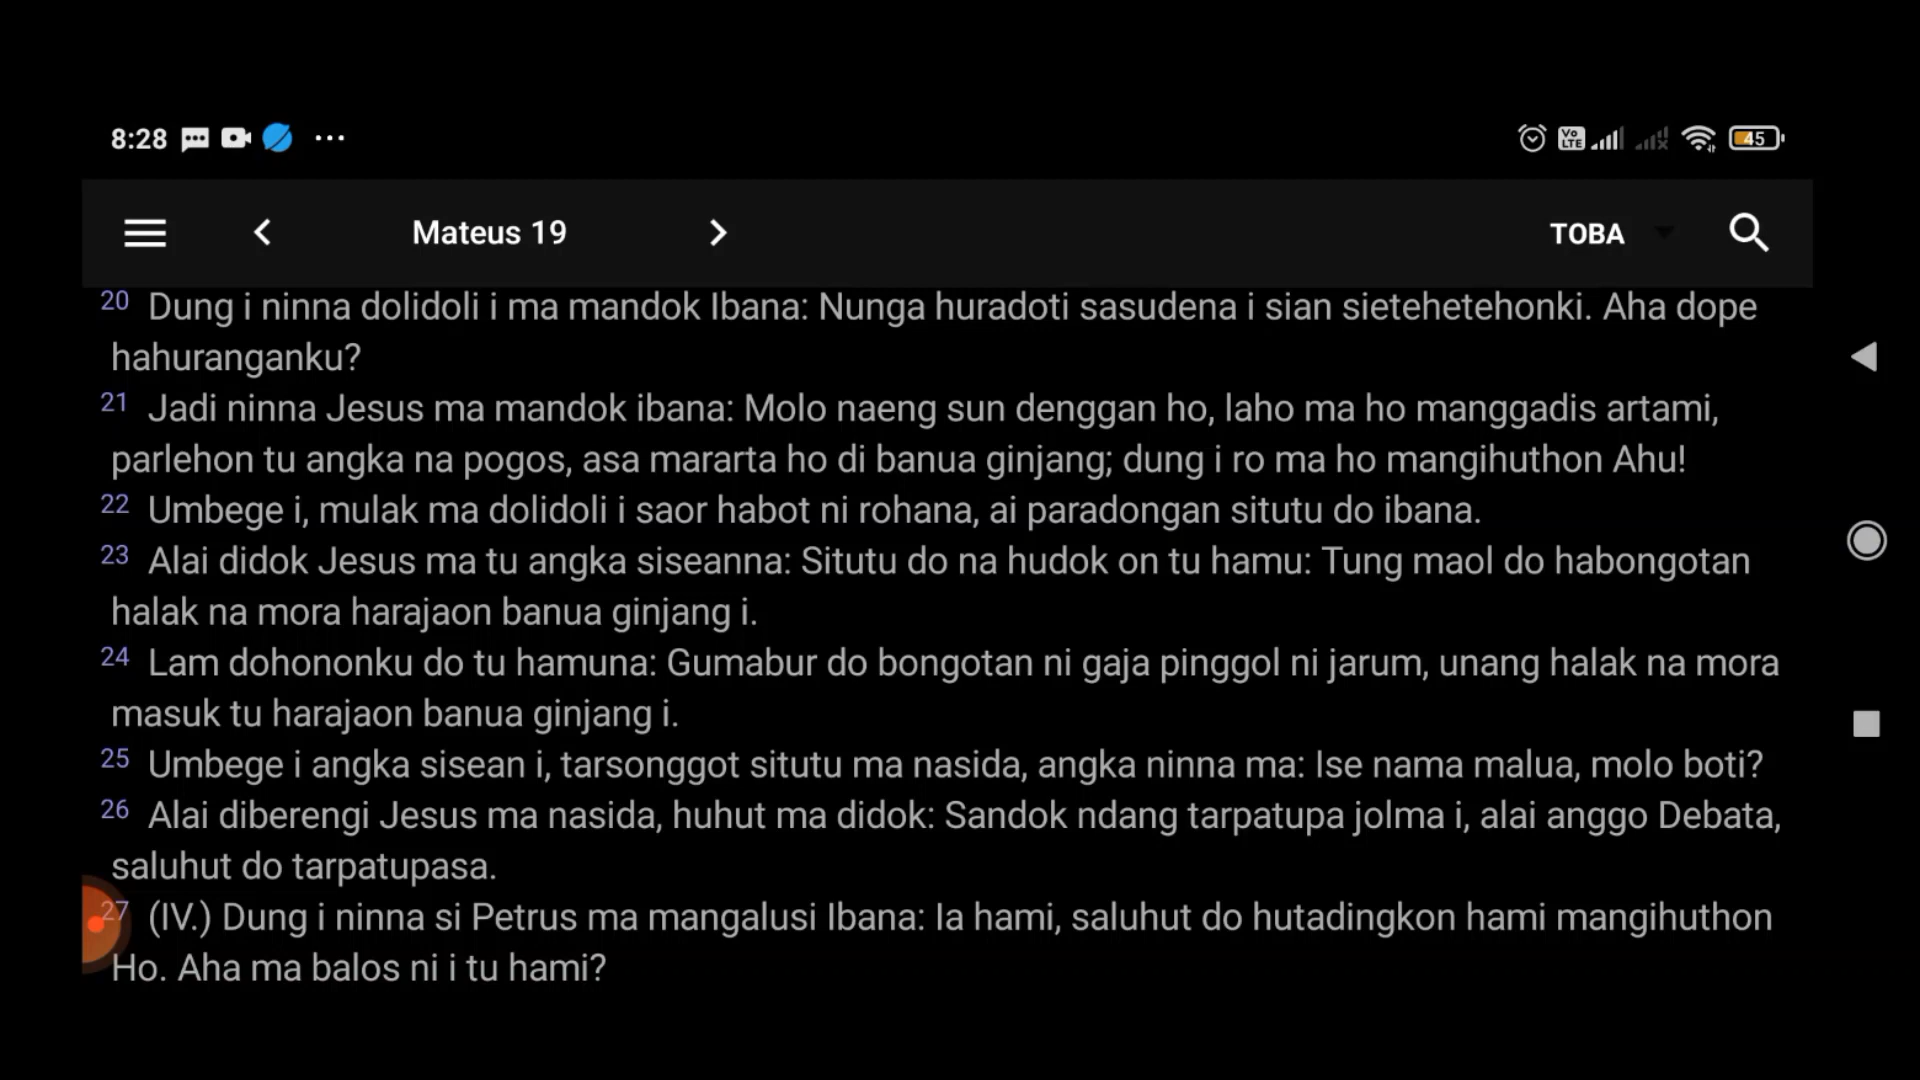 8:28 ... Vo LTE 45
Mateus 19 TOBA
20 Dung i ninna dolidoli i ma mandok Ibana: Nunga huradoti sasudena i sian sietehetehonki. Aha dope
hahuranganku?
21 Jadi ninna Jesus ma mandok ibana: Molo naeng sun denggan ho, laho ma ho manggadis artami,
parlehon tu angka na pogos, asa mararta ho di banua ginjang; dung i ro ma ho mangihuthon Ahu!
22 Umbege i, mulak ma dolidoli i saor habot ni rohana, ai paradongan situtu do ibana.
23 Alai didok Jesus ma tu angka siseanna: Situtu do na hudok on tu hamu: Tung maol do habongotan
halak na mora harajaon banua ginjang i.
24 Lam dohononku do tu hamuna: Gumabur do bongotan ni gaja pinggol ni jarum, unang halak na mora
masuk tu harajaon banua ginjang i.
25 Umbege i angka sisean i, tarsonggot situtu ma nasida, angka ninna ma: Ise nama malua, molo boti?
26 Alai diberengi Jesus ma nasida, huhut ma didok: Sandok ndang tarpatupa jolma i, alai anggo Debata,
saluhut do tarpatupasa.
27 (IV.) Dung i ninna si Petrus ma mangalusi Ibana: Ia hami, saluhut do hutadingkon hami mangihuthon
Ho. Aha ma balos ni i tu hami?